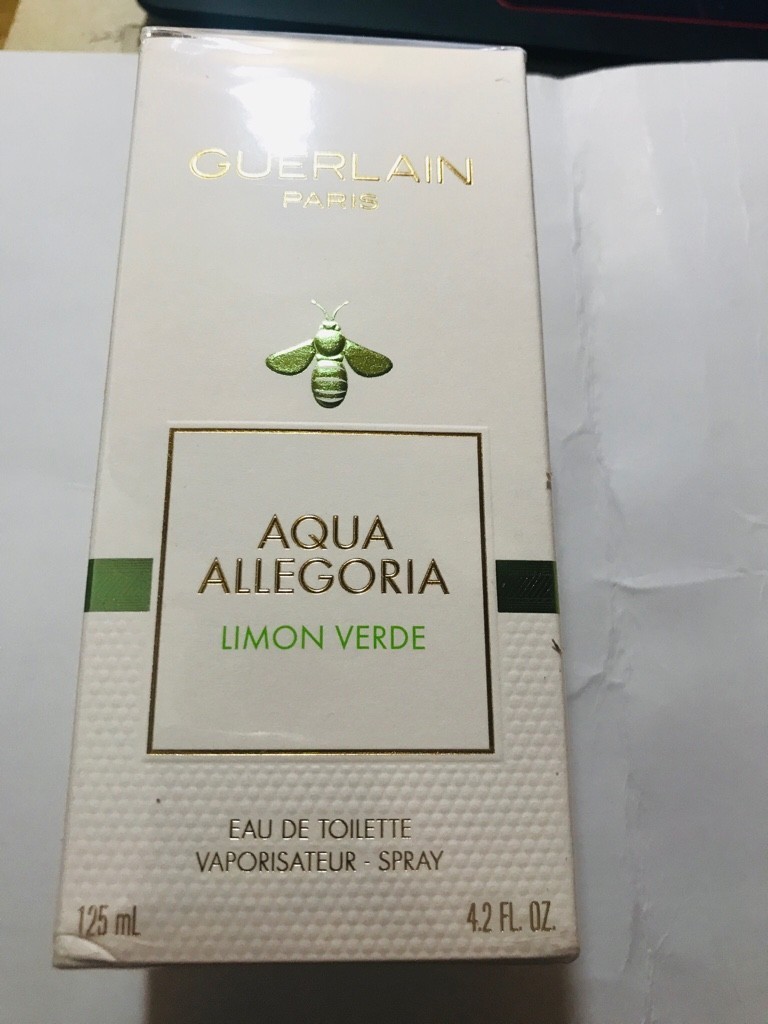 GUERLAIN
PARIS
AQUA
ALLEGORIA
LIMON VERDE
EAU DE TOILETTE
VAPORISATEUR - SPRAY
125 mL 4.2 FL. OZ.